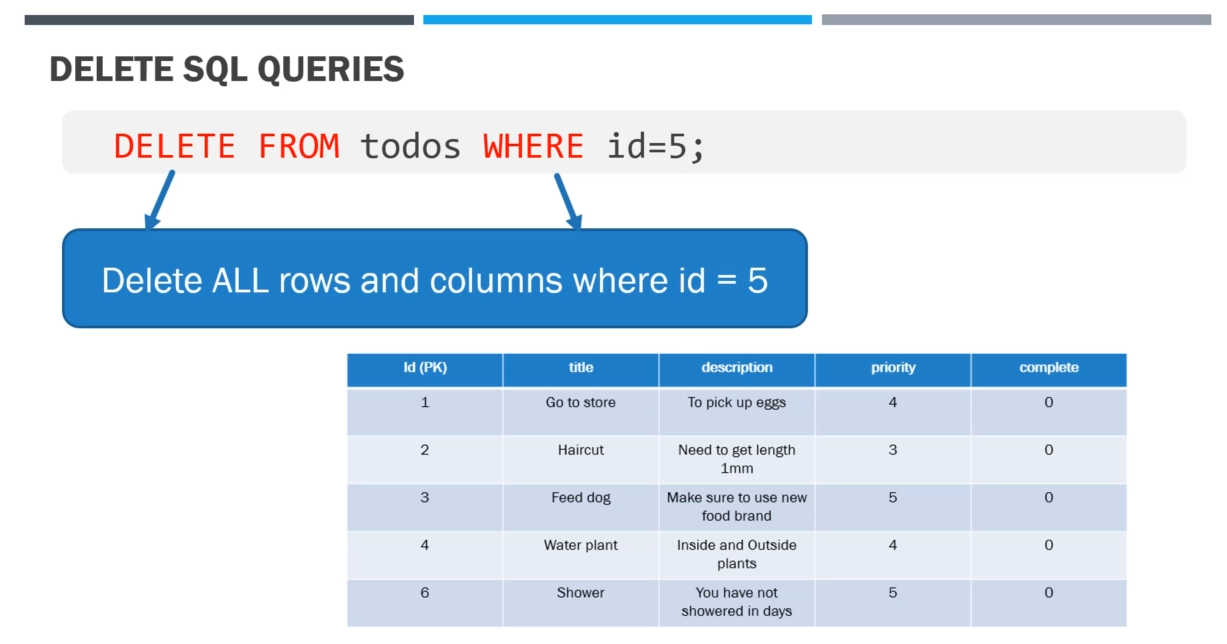 DELETE SQL QUERIES
DELETE FROM todos WHERE id=5;
Delete ALL rows and columns where id = 5
Id (PK) title description priority complete
1 Go to store To pick up eggs 4 0
2 Haircut Need to get length 3 0
1mm
3 Feed dog Make sure to use new 5 0
food brand
4 Water plant Inside and Outside 4 0
plants
6 Shower You have not 5 0
showered in days